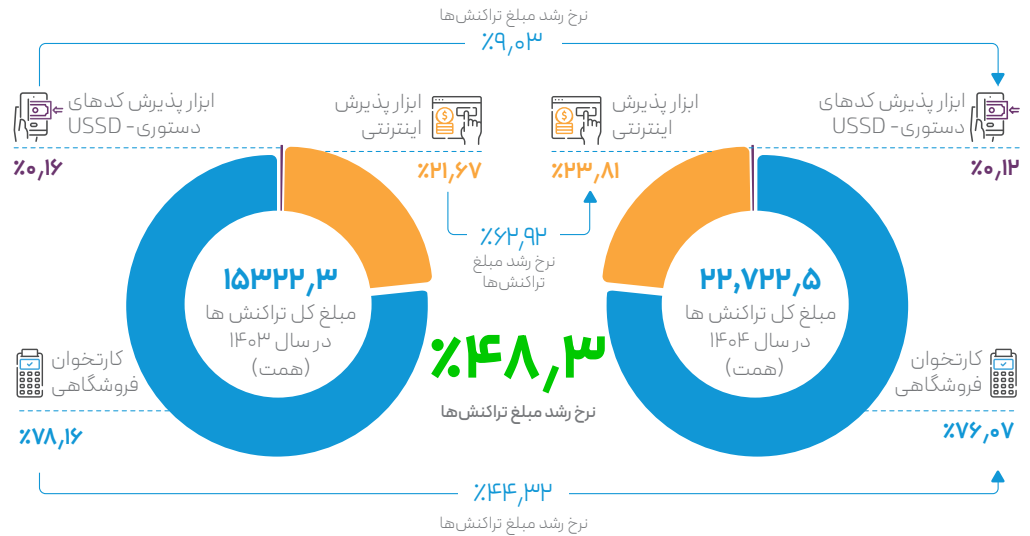 نرخ رشد مبلغ تراکنش‌ها
٪۹٫۰۳
ابزار پذیرش کدهای
دستوری- USSD
٪۰٫۱۲
ابزار پذیرش
اینترنتی
٪۲۳٫۸۱
ابزار پذیرش
اینترنتی
٪۲۱٫۶۷
ابزار پذیرش کدهای
دستوری- USSD
٪۰٫۱۶
٪۶۲٫۹۲
نرخ رشد مبلغ
تراکنش‌ها
۲۲,۷۲۲٫۵
مبلغ کل تراکنش ها
در سال ۱۴۰۴
(همت)
۱۵۳۲۲٫۳
مبلغ کل تراکنش ها
در سال ۱۴۰۳
(همت)
٪۴۸٫۳
نرخ رشد مبلغ تراکنش‌ها
کارتخوان
فروشگاهی
٪۷۶٫۰۷
کارتخوان
فروشگاهی
٪۷۸٫۱۶
٪۴۴٫۳۲
نرخ رشد مبلغ تراکنش‌ها